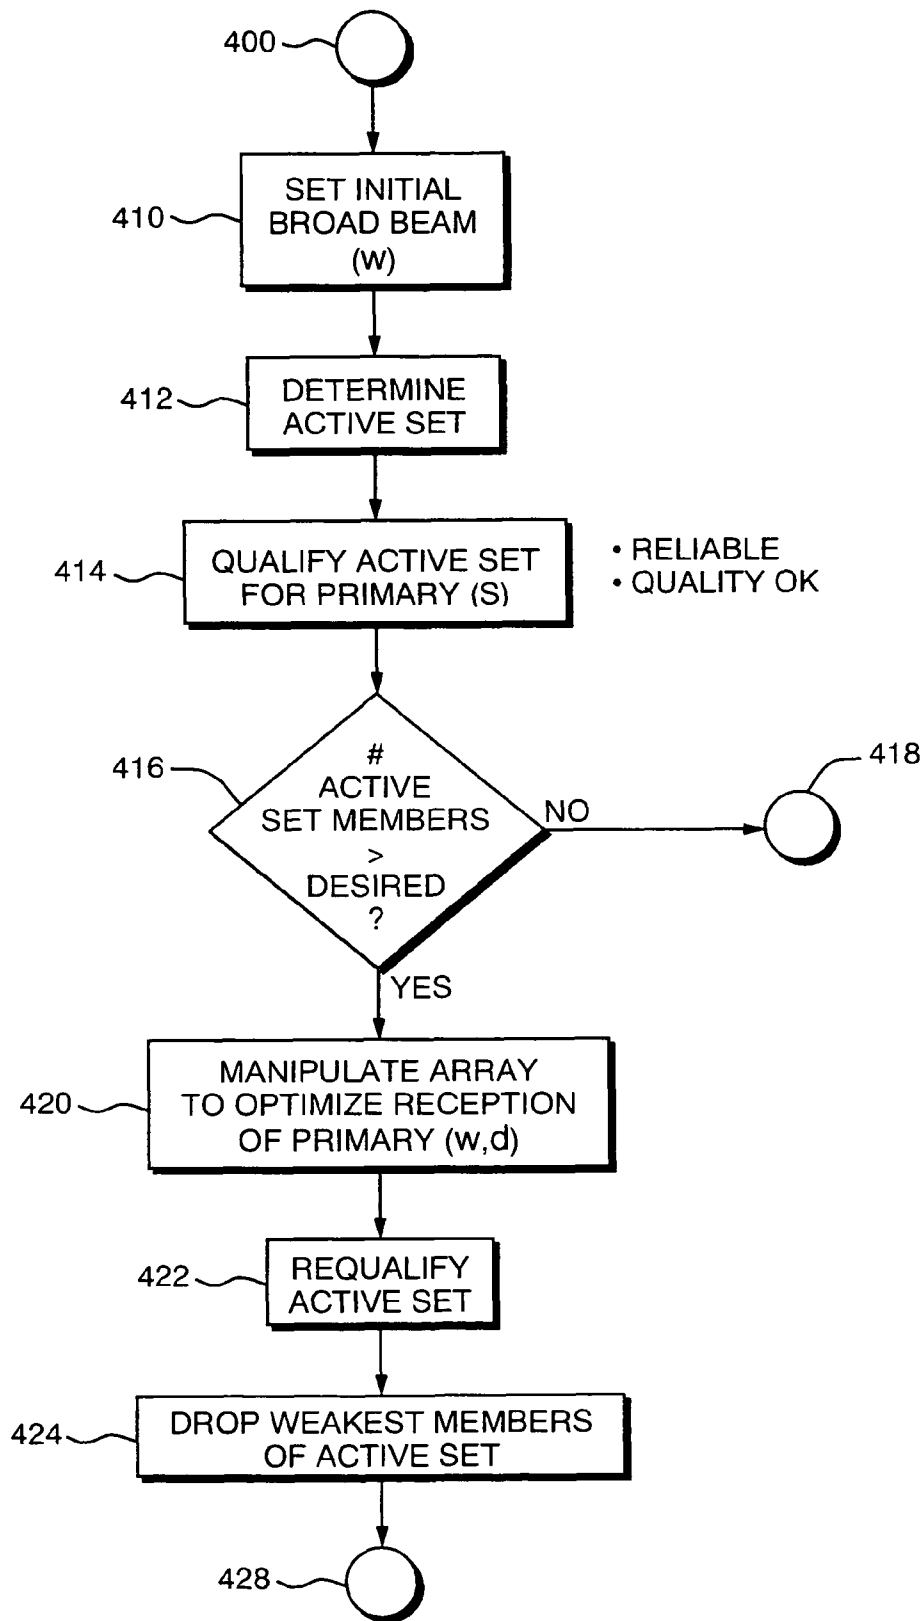 400
410
SET INITIAL
BROAD BEAM
(w)
412
DETERMINE
ACTIVE SET
414
QUALIFY ACTIVE SET
FOR PRIMARY (S)
• RELIABLE
• QUALITY OK
416
#
ACTIVE
SET MEMBERS
>
DESIRED
?
NO
418
YES
420
MANIPULATE ARRAY
TO OPTIMIZE RECEPTION
OF PRIMARY (w,d)
422
REQUALIFY
ACTIVE SET
424
DROP WEAKEST MEMBERS
OF ACTIVE SET
428